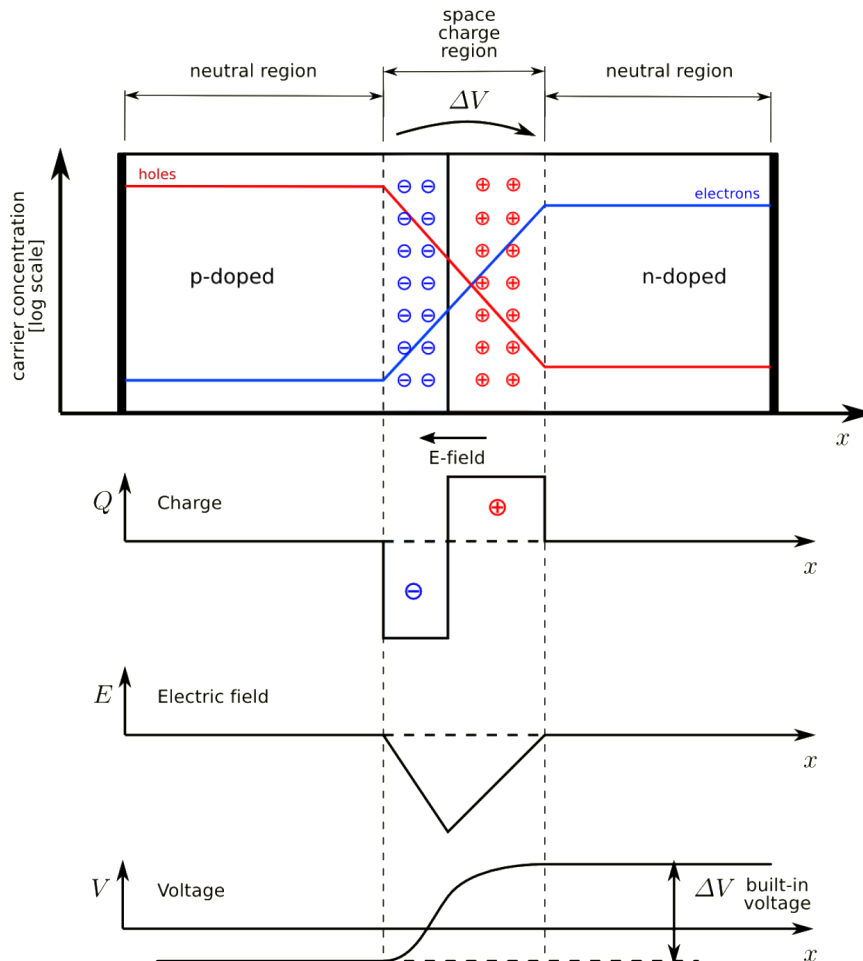 space
charge
region
neutral region
neutral region
ΔV
holes
electrons
carrier concentration
[log scale]
p-doped
n-doped
x
E-field
Q
Charge
x
E
Electric field
x
V
Voltage
ΔV
built-in
voltage
x